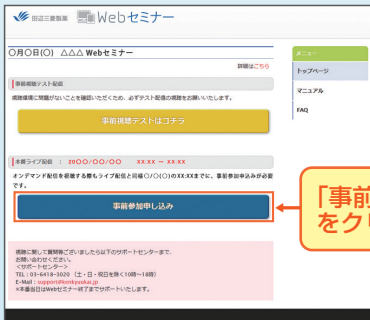 田辺三菱製薬 Webセミナー
〇月〇日(〇) △△△ Webセミナー
詳細はこちら
事前視聴テスト配信
視聴環境に問題がないことを確認いただくため、必ずテスト配信の視聴をお願いいたします。
事前視聴テストはコチラ
本番ライブ配信 : 20〇〇/〇〇/〇〇 XX:XX ～ XX:XX
オンデマンド配信を視聴する際もライブ配信と同様〇/〇(〇)のXX:XXまでに、事前参加申込みが必要
です。
事前参加申し込み
視聴に関して質問等ございましたら以下のサポートセンターまで、
お問い合わせください。
<サポートセンター>
TEL：03-6418-3020 (土・日・祝日を除く10時～18時)
E-Mail：support@kenkyuukai.jp
※本番当日はWebセミナー終了までサポートいたします。
メニュー
トップページ
マニュアル
FAQ
「事前
をク